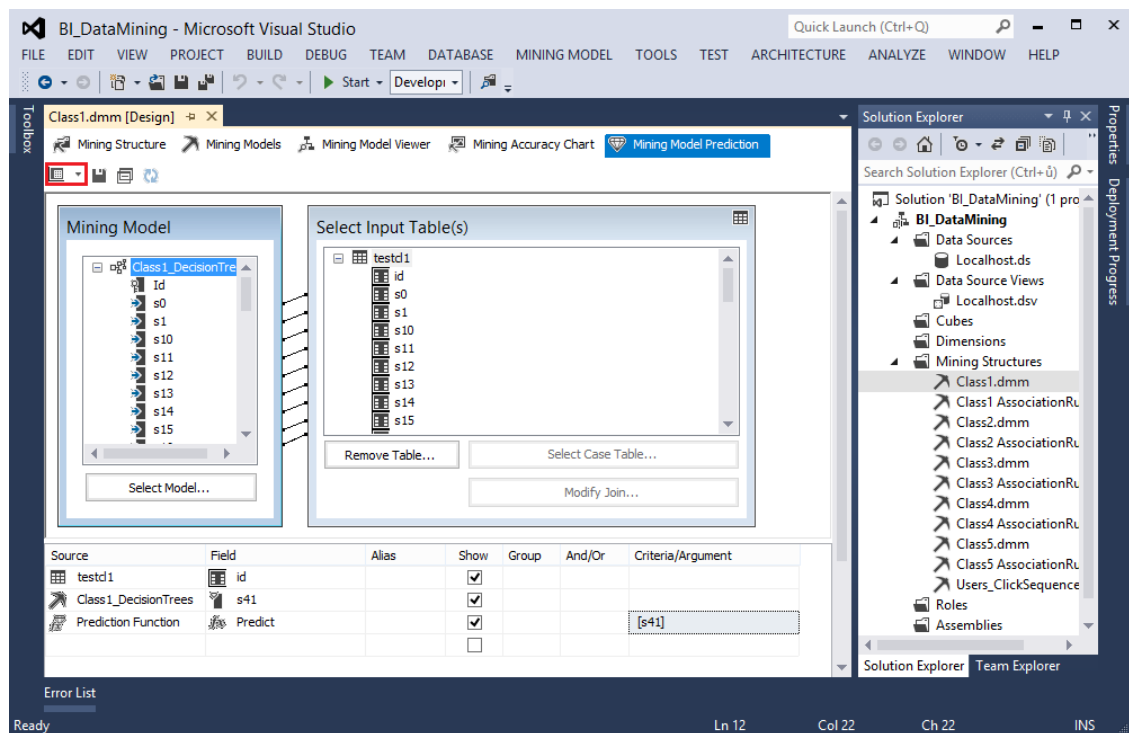 BI_DataMining - Microsoft Visual Studio
Quick Launch (Ctrl+Q)
FILE EDIT VIEW PROJECT BUILD DEBUG TEAM DATABASE MINING MODEL TOOLS TEST ARCHITECTURE ANALYZE WINDOW HELP
Start
Toolbox
Class1.dmm [Design]
Mining Structure Mining Models Mining Model Viewer Mining Accuracy Chart Mining Model Prediction
Mining Model
Class1_DecisionTre
Id
s0
s1
s10
s11
s12
s13
s14
s15
Select Model...
Select Input Table(s)
testcl1
id
s0
s1
s10
s11
s12
s13
s14
s15
Remove Table...
Select Case Table...
Modify Join...
Source Field Alias Show Group And/Or Criteria/Argument
testcl1 id
Class1_DecisionTrees s41
Prediction Function Predict [s41]
Solution Explorer
Search Solution Explorer (Ctrl+ů)
Solution 'BI_DataMining' (1 pro
BI_DataMining
Data Sources
Localhost.ds
Data Source Views
Localhost.dsv
Cubes
Dimensions
Mining Structures
Class1.dmm
Class1 AssociationRu
Class2.dmm
Class2 AssociationRu
Class3.dmm
Class3 AssociationRu
Class4.dmm
Class4 AssociationRu
Class5.dmm
Class5 AssociationRu
Users_ClickSequence
Roles
Assemblies
Solution Explorer Team Explorer
Properties
Deployment Progress
Error List
Ready Ln 12 Col 22 Ch 22 INS